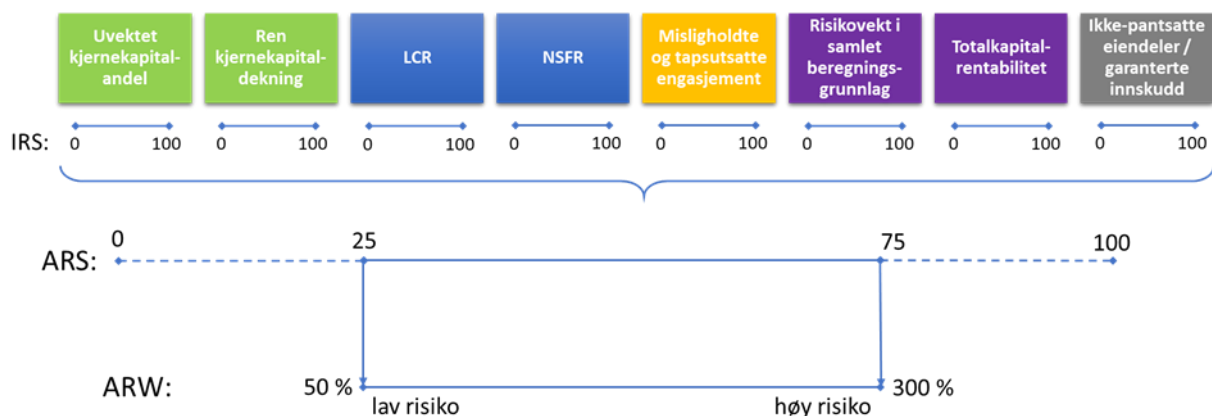 Uvektet
kjernekapital-
andel
Ren
kjernekapital-
dekning
LCR
NSFR
Misligholdte
og tapsutsatte
engasjement
Risikovekt i
samlet
beregnings-
grunnlag
Totalkapital-
rentabilitet
Ikke-pantsatte
eiendeler /
garanterte
innskudd
IRS:
0 100
0 100
0 100
0 100
0 100
0 100
0 100
0 100
ARS:
0 25 75 100
ARW:
50 % 300 %
lav risiko høy risiko